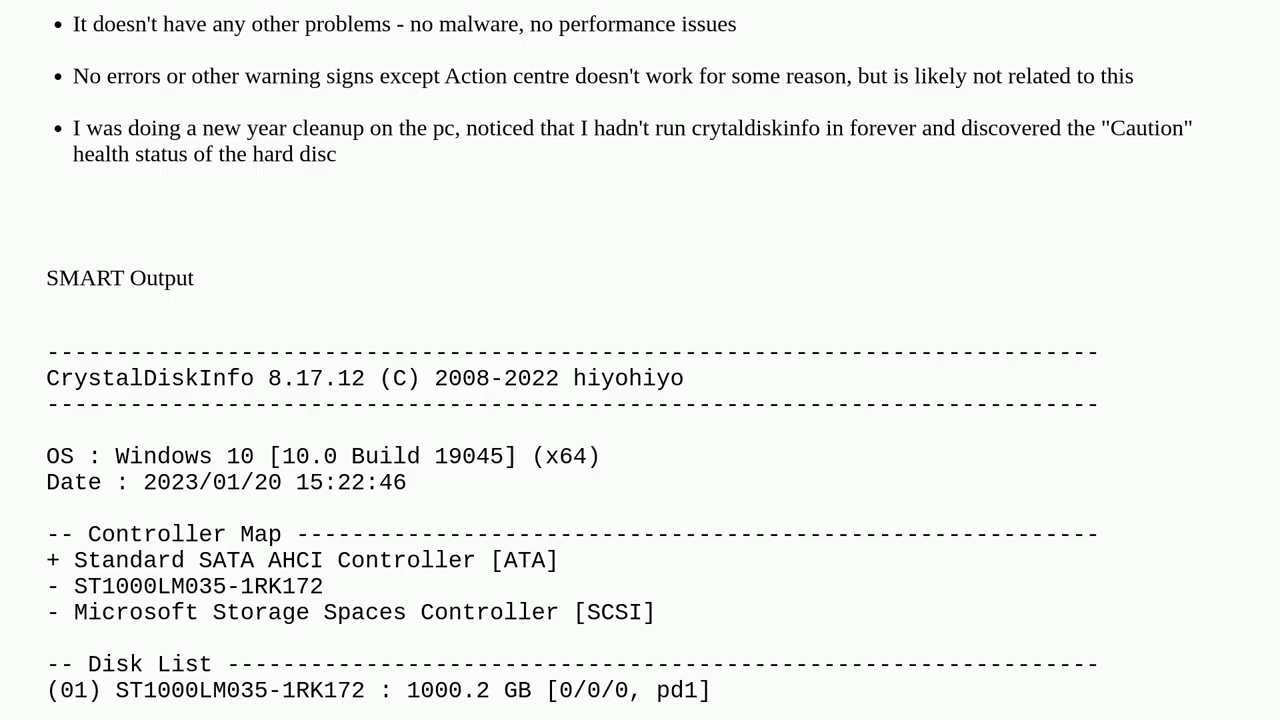 • It doesn't have any other problems - no malware, no performance issues
• No errors or other warning signs except Action centre doesn't work for some reason, but is likely not related to this
• I was doing a new year cleanup on the pc, noticed that I hadn't run crytaldiskinfo in forever and discovered the "Caution"
health status of the hard disc
SMART Output
----------------------------------------------------------------------------
CrystalDiskInfo 8.17.12 (C) 2008-2022 hiyohiyo
----------------------------------------------------------------------------
OS : Windows 10 [10.0 Build 19045] (x64)
Date : 2023/01/20 15:22:46
-- Controller Map ----------------------------------------------------------
+ Standard SATA AHCI Controller [ATA]
- ST1000LM035-1RK172
- Microsoft Storage Spaces Controller [SCSI]
-- Disk List ---------------------------------------------------------------
(01) ST1000LM035-1RK172 : 1000.2 GB [0/0/0, pd1]